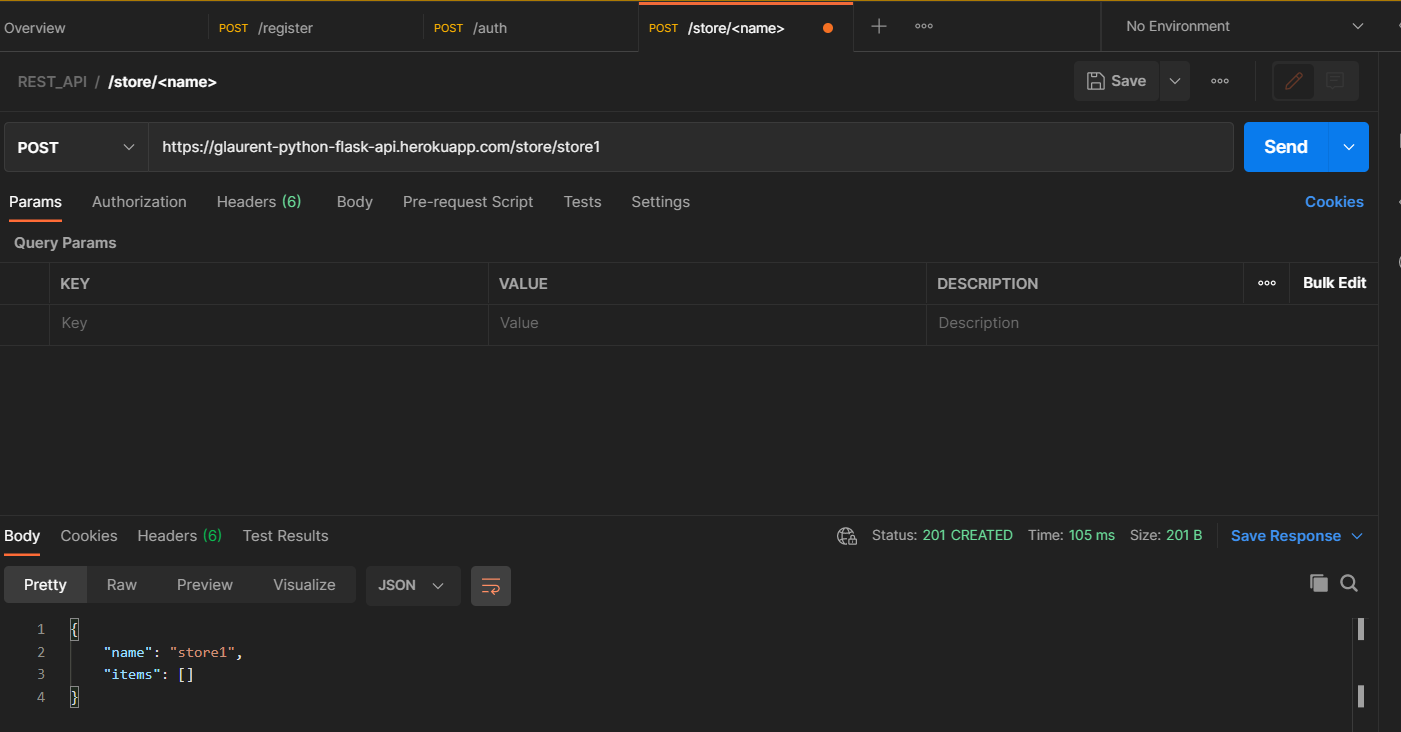 Overview POST /register POST /auth POST /store/<name> No Environment
REST_API / /store/<name> Save
POST https://glaurent-python-flask-api.herokuapp.com/store/store1 Send
Params Authorization Headers (6) Body Pre-request Script Tests Settings Cookies
Query Params
KEY VALUE DESCRIPTION Bulk Edit
Key Value Description
Body Cookies Headers (6) Test Results Status: 201 CREATED Time: 105 ms Size: 201 B Save Response
Pretty Raw Preview Visualize JSON
1 {
2 "name": "store1",
3 "items": []
4 }